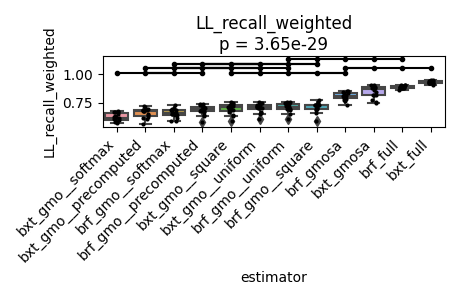 LL_recall_weighted
p = 3.65e-29
LL_recall_weighted
1.00
0.75
bxt_gmo__softmax
bxt_gmo__precomputed
brf_gmo__softmax
brf_gmo__precomputed
bxt_gmo__square
bxt_gmo__uniform
brf_gmo__uniform
brf_gmo__square
brf_gmosa
bxt_gmosa
brf_full
bxt_full
estimator